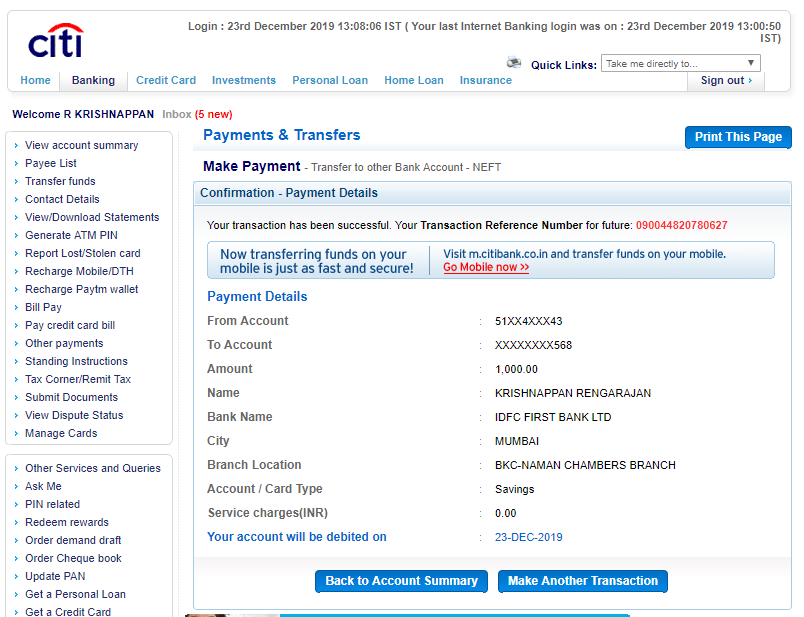 citi
Login : 23rd December 2019 13:08:06 IST ( Your last Internet Banking login was on : 23rd December 2019 13:00:50
IST)
Quick Links: Take me directly to...
Home Banking Credit Card Investments Personal Loan Home Loan Insurance Sign out ›
Welcome R KRISHNAPPAN Inbox (5 new)
View account summary
Payee List
Transfer funds
Contact Details
View/Download Statements
Generate ATM PIN
Report Lost/Stolen card
Recharge Mobile/DTH
Recharge Paytm wallet
Bill Pay
Pay credit card bill
Other payments
Standing Instructions
Tax Corner/Remit Tax
Submit Documents
View Dispute Status
Manage Cards
Other Services and Queries
Ask Me
PIN related
Redeem rewards
Order demand draft
Order Cheque book
Update PAN
Get a Personal Loan
Get a Credit Card
Payments & Transfers
Print This Page
Make Payment - Transfer to other Bank Account - NEFT
Confirmation - Payment Details
Your transaction has been successful. Your Transaction Reference Number for future: 090044820780627
Now transferring funds on your
mobile is just as fast and secure!
Visit m.citibank.co.in and transfer funds on your mobile.
Go Mobile now >>
Payment Details
From Account : 51XX4XXX43
To Account : XXXXXXXX568
Amount : 1,000.00
Name : KRISHNAPPAN RENGARAJAN
Bank Name : IDFC FIRST BANK LTD
City : MUMBAI
Branch Location : BKC-NAMAN CHAMBERS BRANCH
Account / Card Type : Savings
Service charges(INR) : 0.00
Your account will be debited on : 23-DEC-2019
Back to Account Summary Make Another Transaction